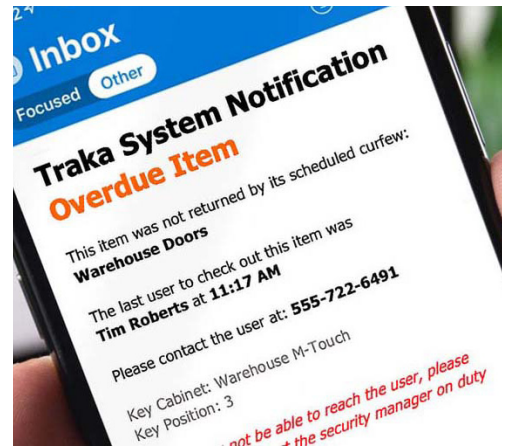 Inbox
Focused Other
Traka System Notification
Overdue Item
This item was not returned by its scheduled curfew:
Warehouse Doors
The last user to check out this item was
Tim Roberts at 11:17 AM
Please contact the user at: 555-722-6491
Key Cabinet: Warehouse M-Touch
Key Position: 3
not be able to reach the user, please
the security manager on duty